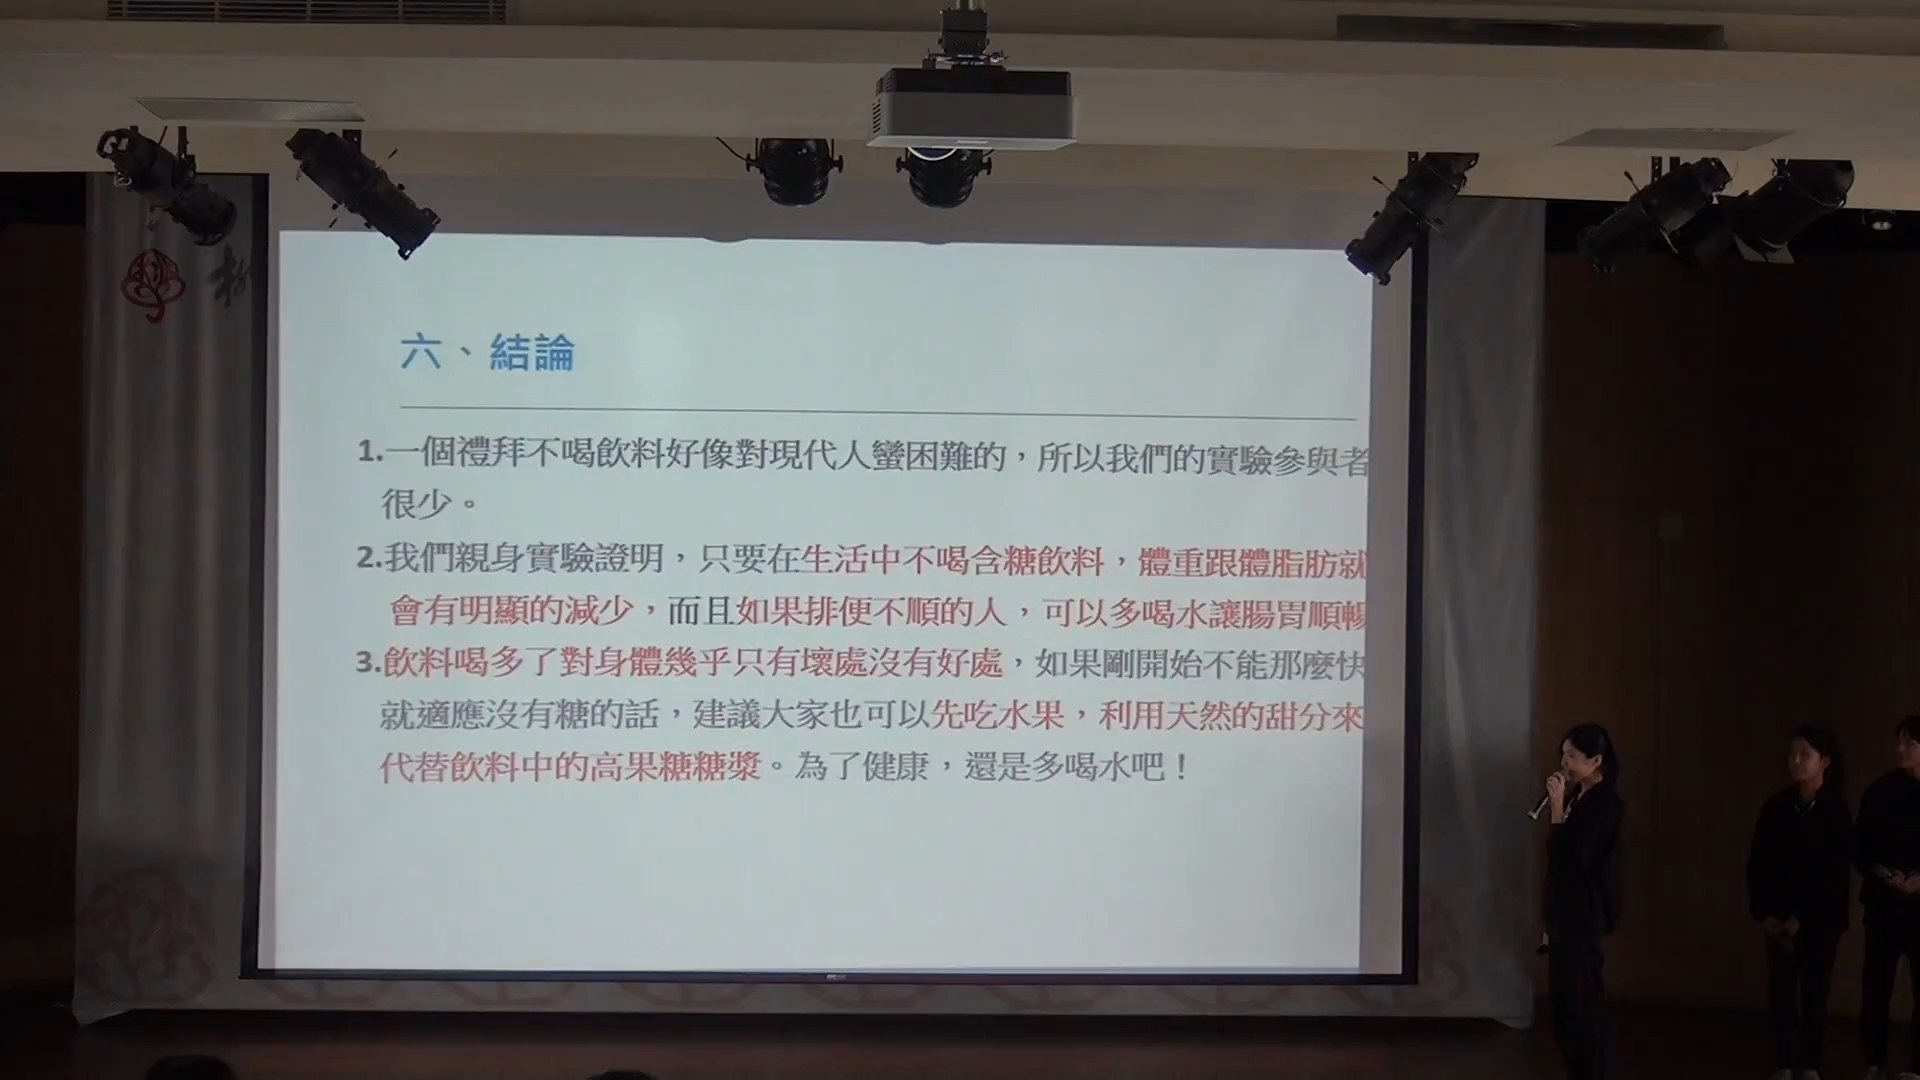 六、結論
1.一個禮拜不喝飲料好像對現代人蠻困難的，所以我們的實驗參與者
很少。
2.我們親身實驗證明，只要在生活中不喝含糖飲料，體重跟體脂肪就
會有明顯的減少，而且如果排便不順的人，可以多喝水讓腸胃順暢
3.飲料喝多了對身體幾乎只有壞處沒有好處，如果剛開始不能那麼快
就適應沒有糖的話，建議大家也可以先吃水果，利用天然的甜分來
代替飲料中的高果糖糖漿。為了健康，還是多喝水吧！